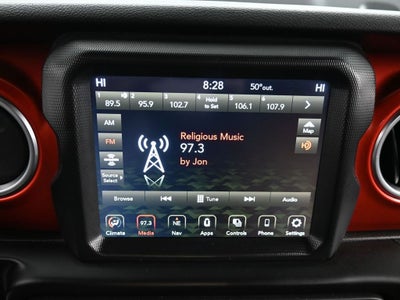 HI 8:28 50°out. HI
1 2 3 4 5 6
89.5 95.9 102.7 Hold to Set 106.1 107.9
AM
FM
Source Select
Religious Music
97.3
by Jon
Map
Browse Tune Audio
97.3 NE
Climate Media Nav Apps Controls Phone Settings